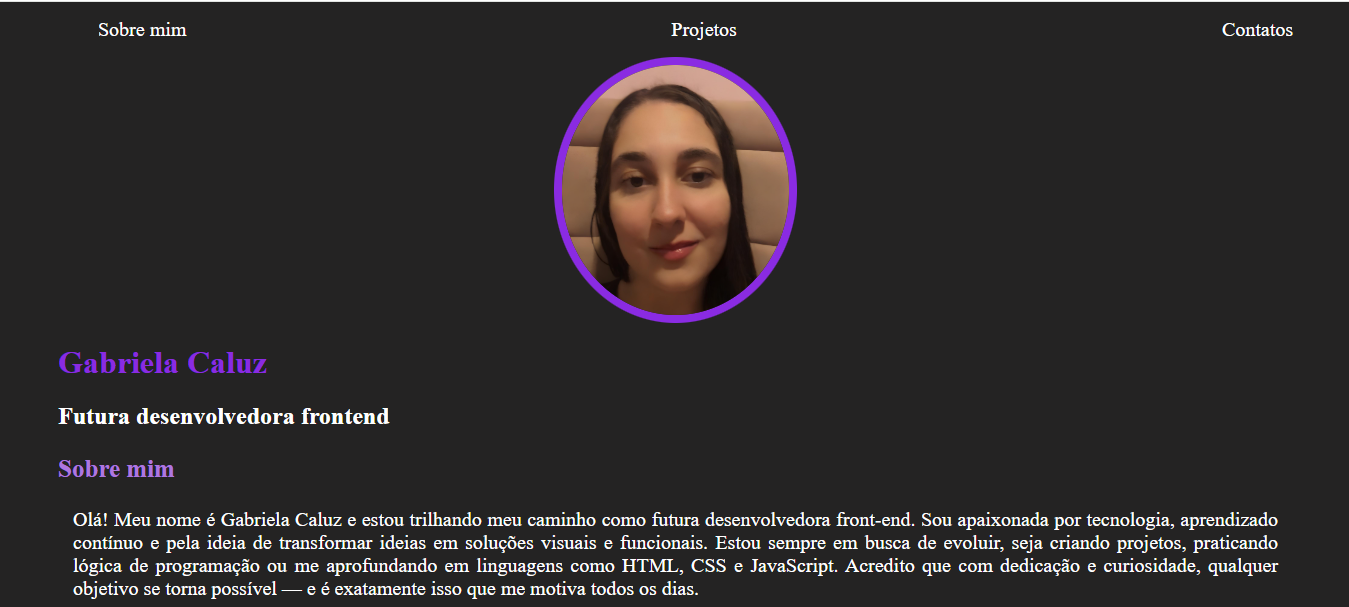 Sobre mim Projetos Contatos
Gabriela Caluz
Futura desenvolvedora frontend
Sobre mim
Olá! Meu nome é Gabriela Caluz e estou trilhando meu caminho como futura desenvolvedora front-end. Sou apaixonada por tecnologia, aprendizado
contínuo e pela ideia de transformar ideias em soluções visuais e funcionais. Estou sempre em busca de evoluir, seja criando projetos, praticando
lógica de programação ou me aprofundando em linguagens como HTML, CSS e JavaScript. Acredito que com dedicação e curiosidade, qualquer
objetivo se torna possível — e é exatamente isso que me motiva todos os dias.